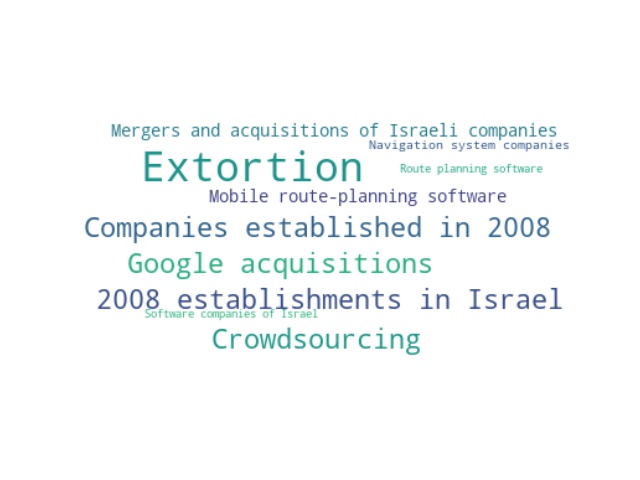 Mergers and acquisitions of Israeli companies
Navigation system companies
Extortion
Route planning software
Mobile route-planning software
Companies established in 2008
Google acquisitions
2008 establishments in Israel
Software companies of Israel
Crowdsourcing